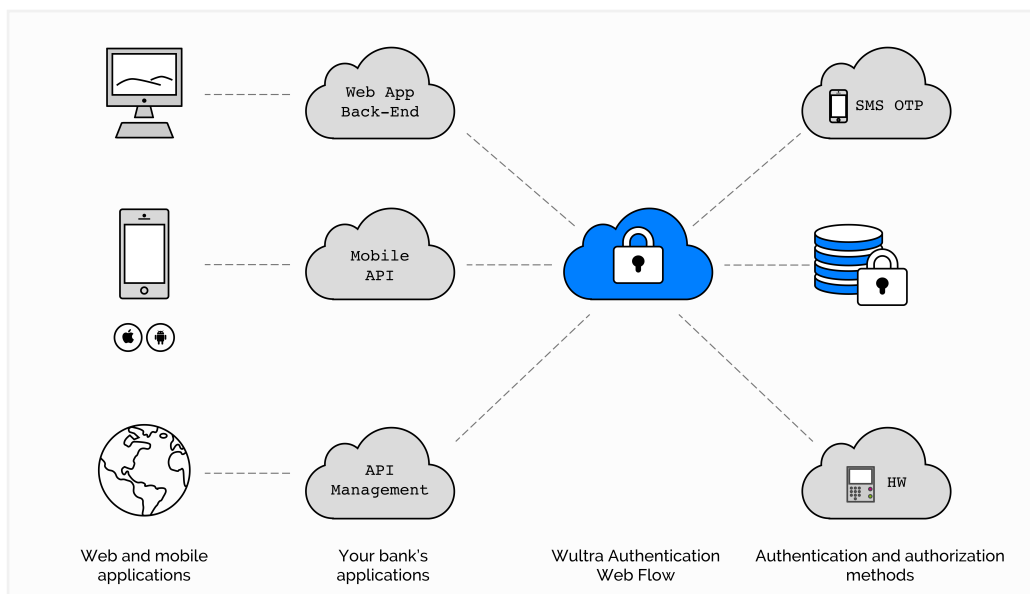 Web App
Back-End
SMS OTP
Mobile
API
API
Management
HW
Web and mobile
applications
Your bank's
applications
Wultra Authentication
Web Flow
Authentication and authorization
methods